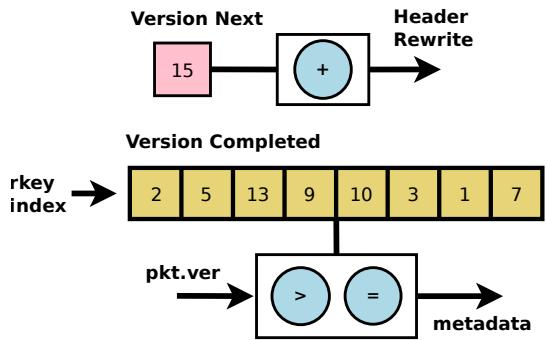 Version Next
Header
Rewrite
15
+
Version Completed
rkey
index
2 5 13 9 10 3 1 7
pkt.ver
> =
metadata